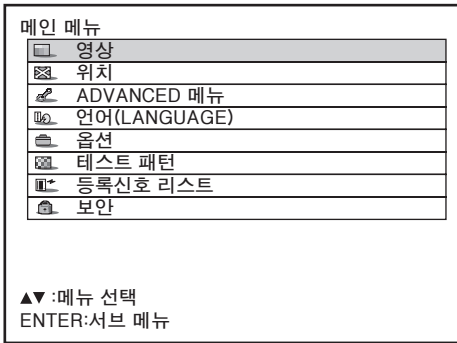 메인 메뉴
영상
위치
ADVANCED 메뉴
언어(LANGUAGE)
옵션
테스트 패턴
등록신호 리스트
보안
▲▼ :메뉴 선택
ENTER:서브 메뉴